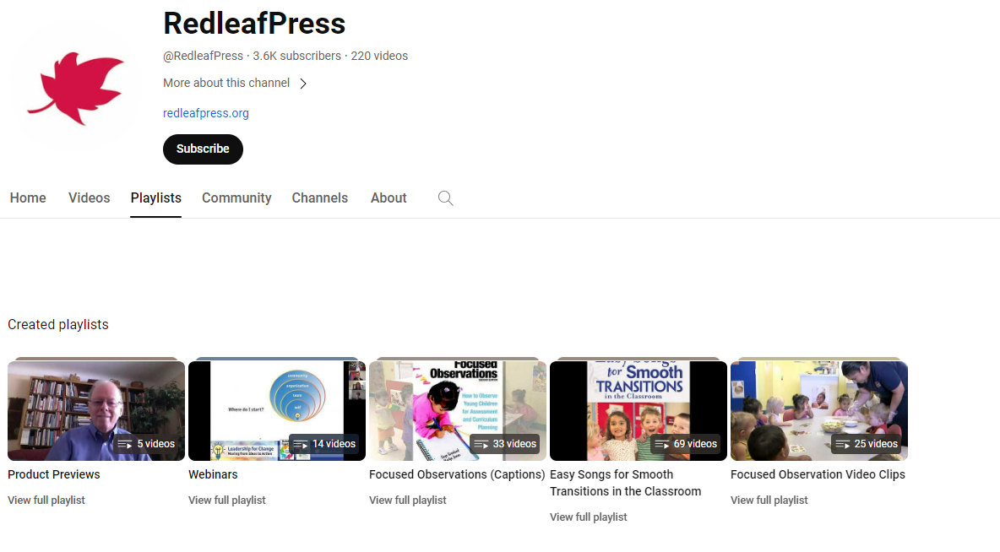 RedleafPress
@RedleafPress · 3.6K subscribers · 220 videos
More about this channel
redleafpress.org
Subscribe
Home Videos Playlists Community Channels About
Created playlists
5 videos
Product Previews
View full playlist
community
organization
team
self
Where do I start?
Leadership for Change
Moving from Ideas to Action
14 videos
Webinars
View full playlist
Focused
Observations
How to Observe
Young Children
for Assessment
and Curriculum
Planning
33 videos
Focused Observations (Captions)
View full playlist
Easy Songs
for Smooth
TRANSITIONS
in the Classroom
69 videos
Easy Songs for Smooth
Transitions in the Classroom
View full playlist
25 videos
Focused Observation Video Clips
View full playlist